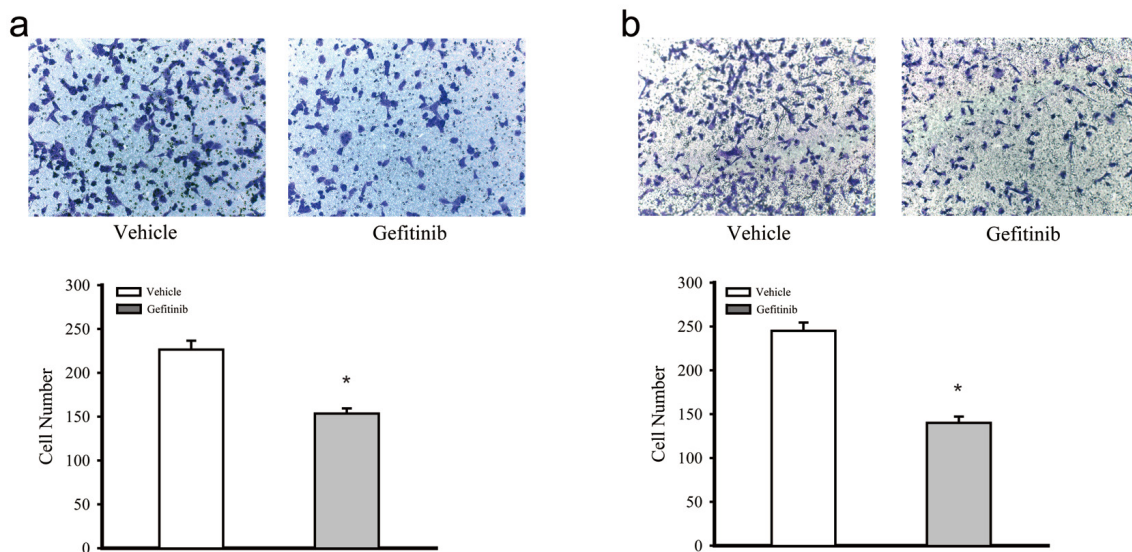 a
Vehicle
Gefitinib
300
250
200
150
100
50
0
Cell Number
Vehicle
Gefitinib
*
b
Vehicle
Gefitinib
300
250
200
150
100
50
0
Cell Number
Vehicle
Gefitinib
*